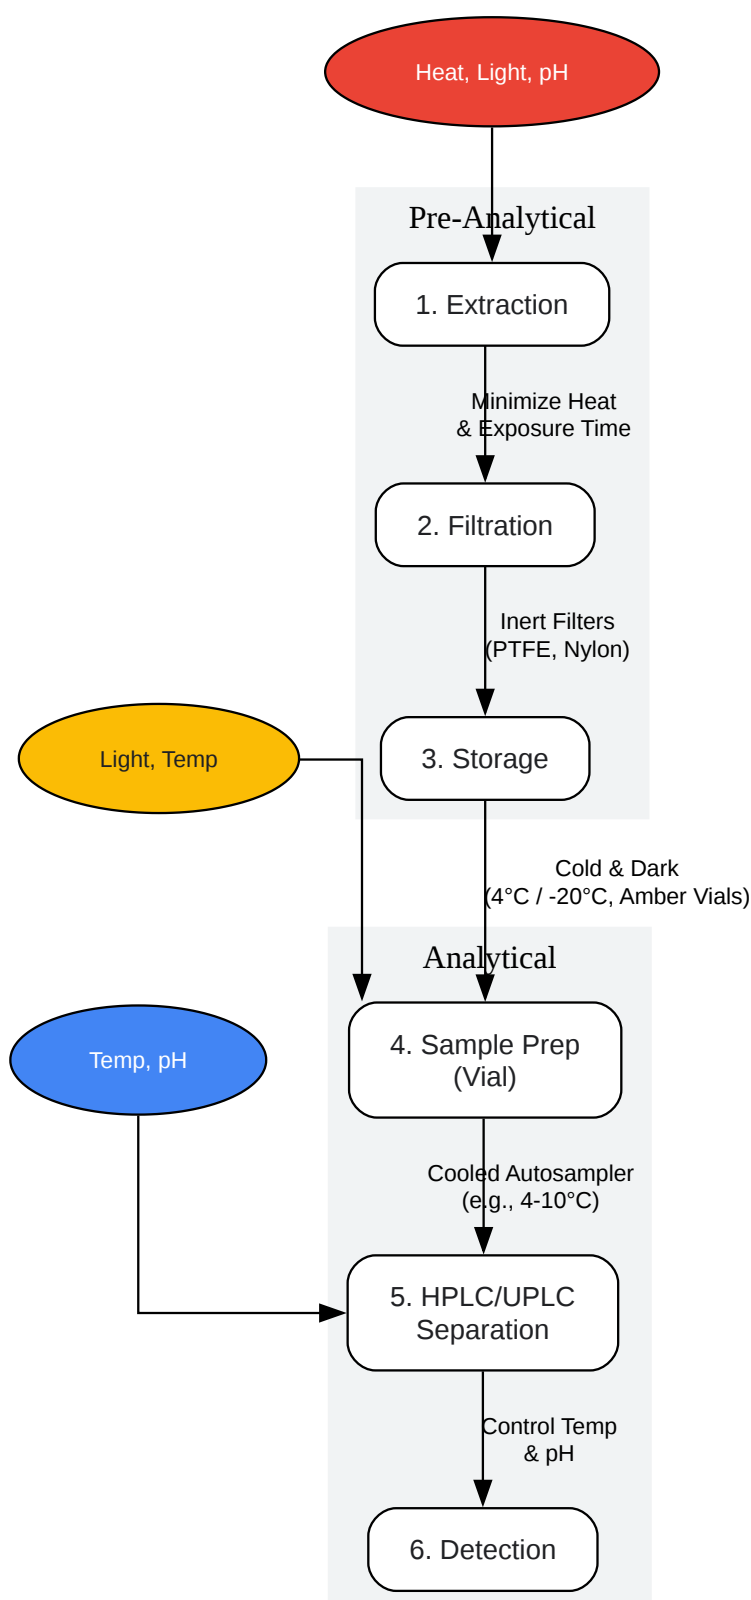 Heat, Light, pH
Pre-Analytical
1. Extraction
Minimize Heat
& Exposure Time
2. Filtration
Inert Filters
(PTFE, Nylon)
Light, Temp
3. Storage
Cold & Dark
(4°C / -20°C, Amber Vials)
Analytical
4. Sample Prep
(Vial)
Temp, pH
Cooled Autosampler
(e.g., 4-10°C)
5. HPLC/UPLC
Separation
Control Temp
& pH
6. Detection